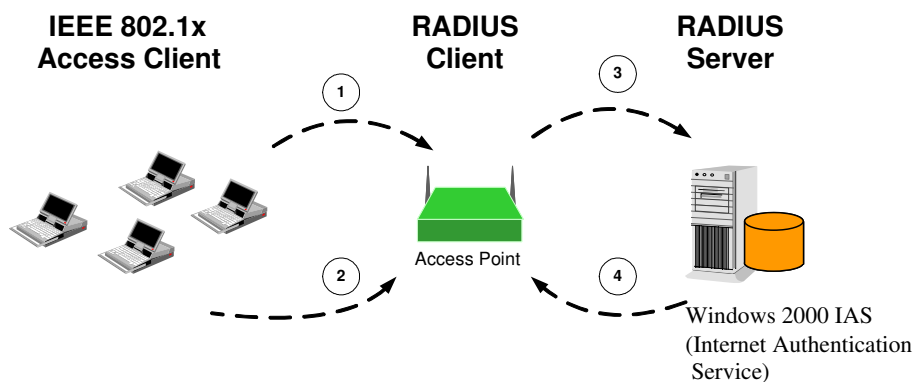 IEEE 802.1x
Access Client
RADIUS
Client
RADIUS
Server
1
3
Access Point
2
4
Windows 2000 IAS
(Internet Authentication
Service)